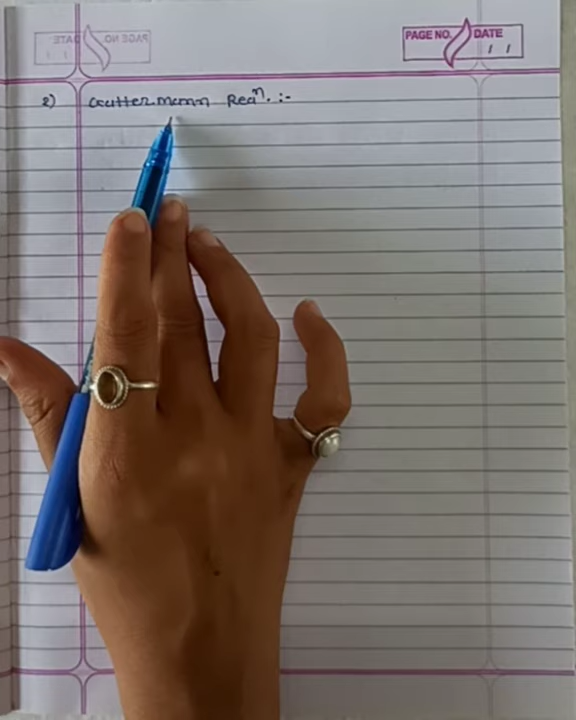 PAGE NO. DATE
/ /
2) Gattermann Reaⁿ. :-